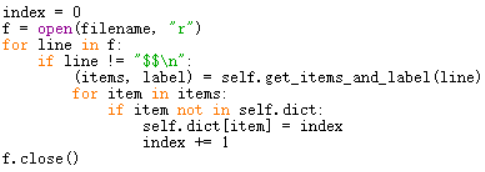 index = 0
f = open(filename, "r")
for line in f:
    if line != "$$\n":
        (items, label) = self.get_items_and_label(line)
        for item in items:
            if item not in self.dict:
                self.dict[item] = index
                index += 1
f.close()